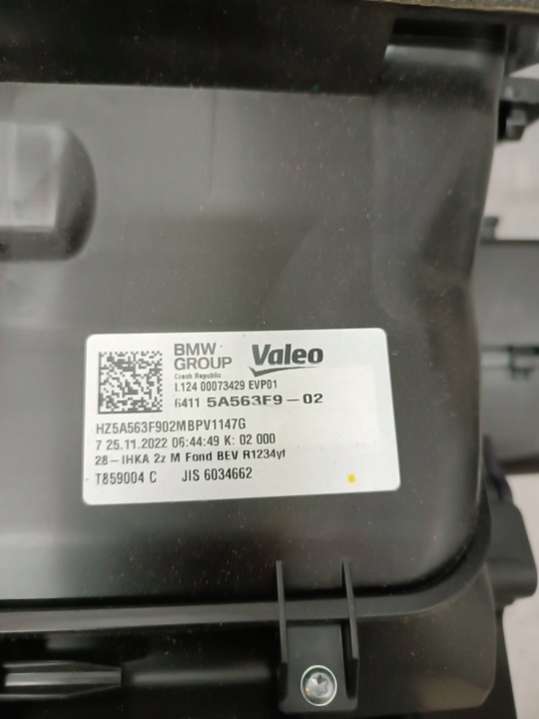 BMW GROUP Valeo
Czech Republic
I.124 00073429 EVP01
6411 5A563F9-02
HZ5A563F902MBPV1147G
7 25.11.2022 06:44:49 K: 02 000
28-IHKA 2z M Fond BEV R1234yf
T859004 C JIS 6034662